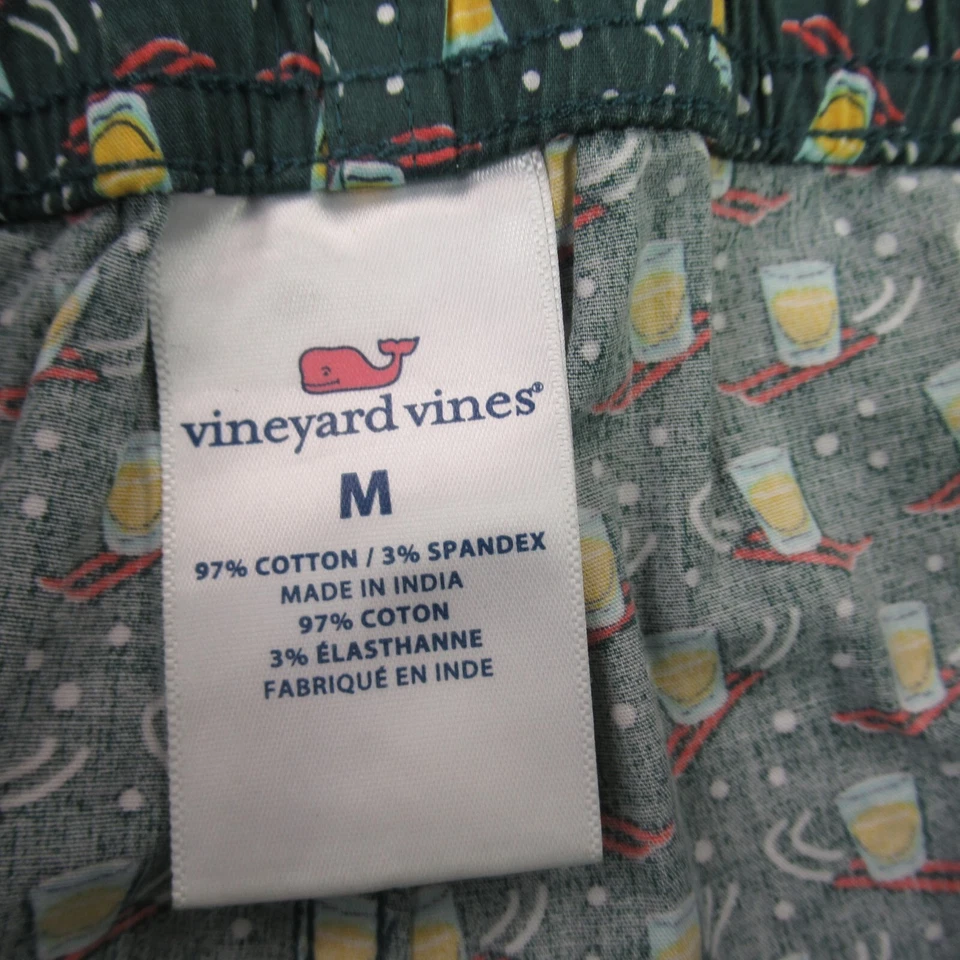 vineyard vines®
M
97% COTTON / 3% SPANDEX
MADE IN INDIA
97% COTON
3% ÉLASTHANNE
FABRIQUÉ EN INDE